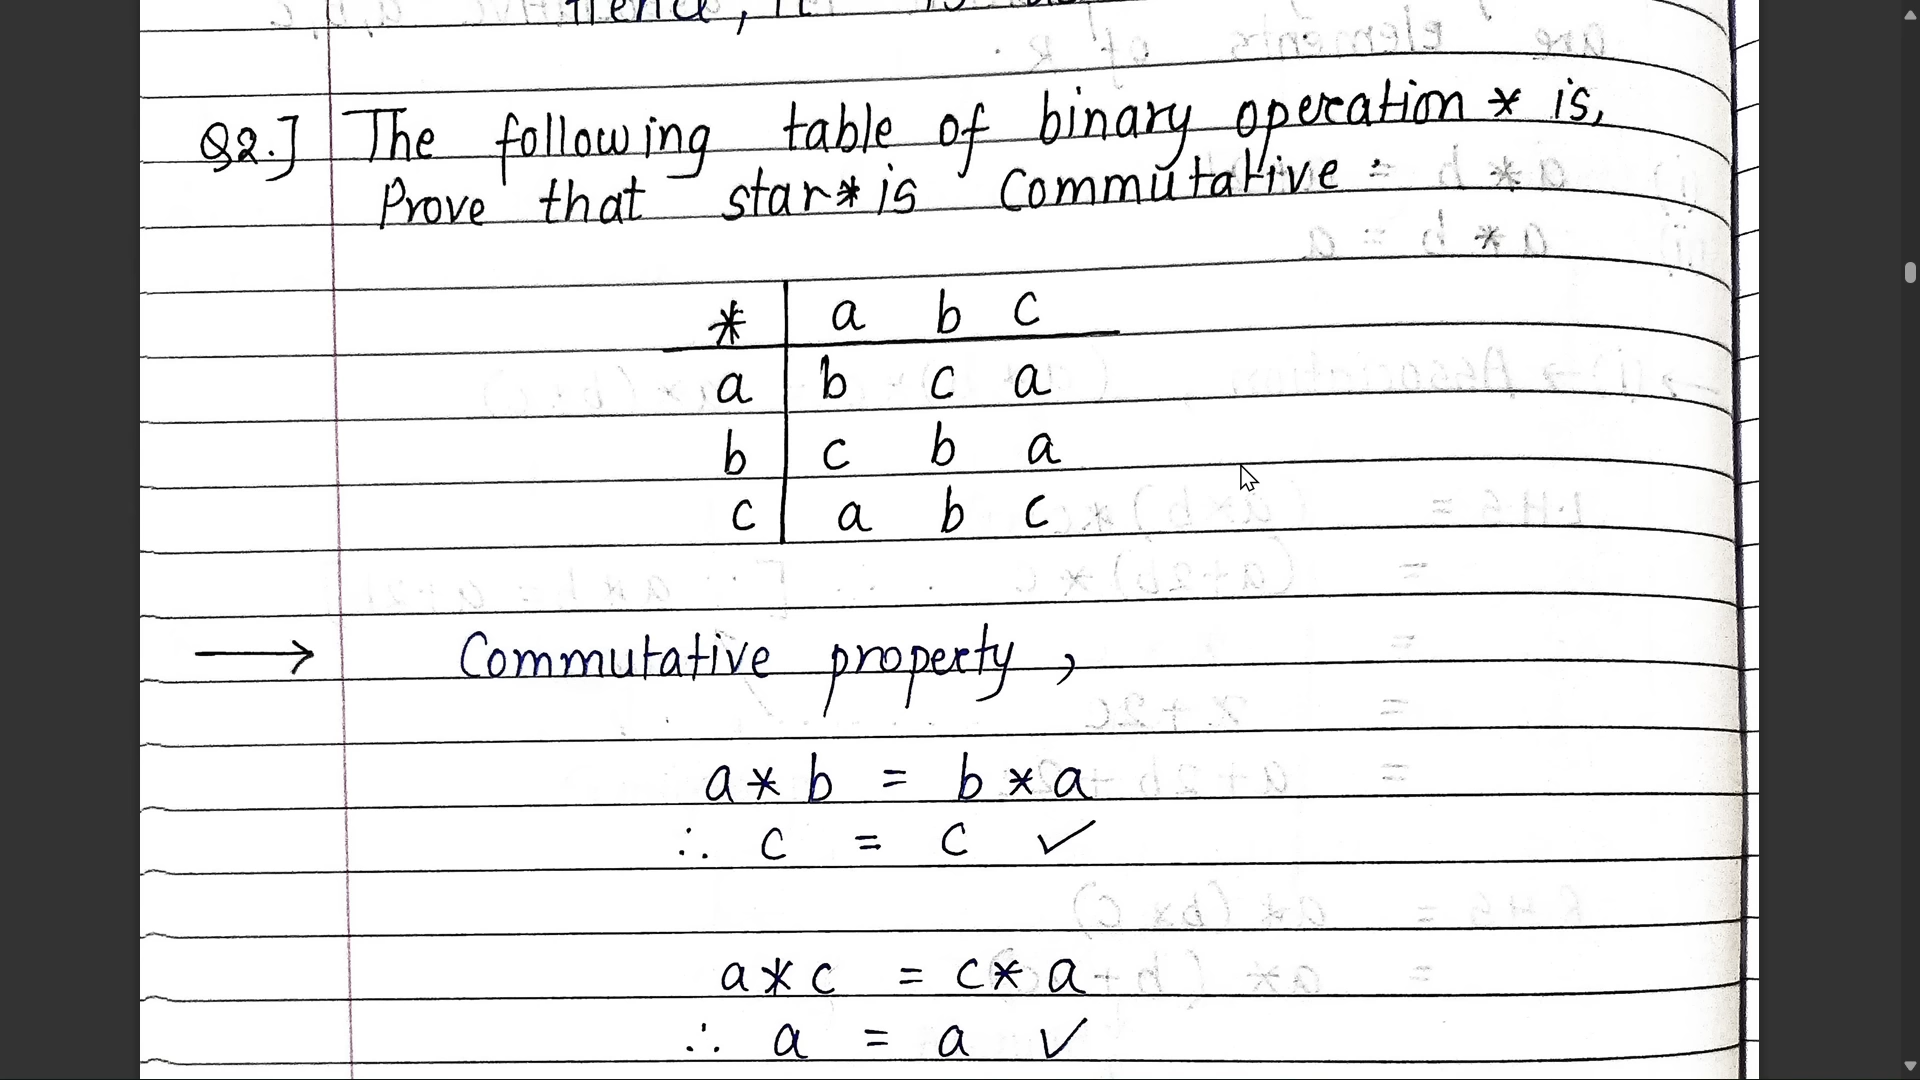 Q2.] The following table of binary operation * is,
Prove that star* is Commutative :
* a b c
a b c a
b c b a
c a b c
→ Commutative property,
a * b = b * a
∴ c = c ✓
a * c = c * a
∴ a = a ✓